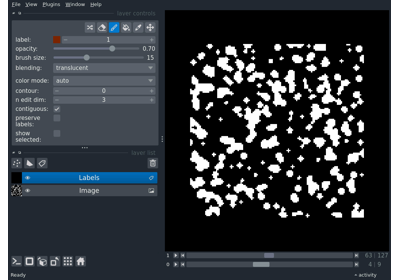 File View Plugins Window Help
layer controls
label: 1
opacity: 0.70
brush size: 15
blending: translucent
color mode: auto
contour: 0
n edit dim: 3
contiguous:
preserve
labels:
show
selected:
layer list
Labels
Image
1 63 127
0 4 9
Ready
activity